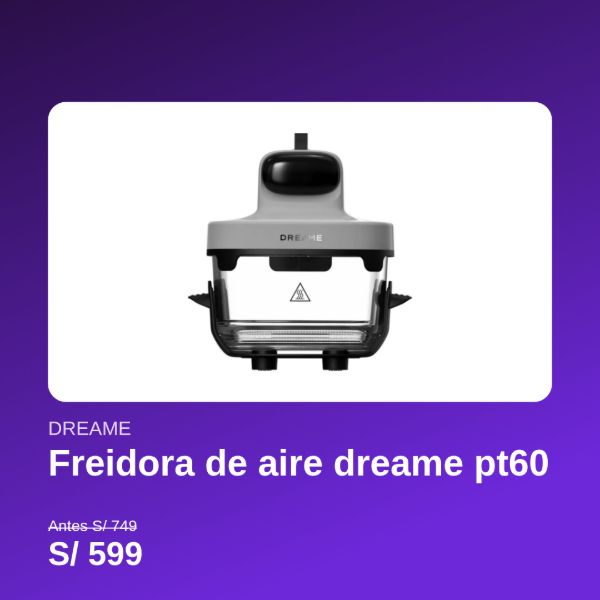 DREAME
DREAME
Freidora de aire dreame pt60
Antes S/ 749
S/ 599